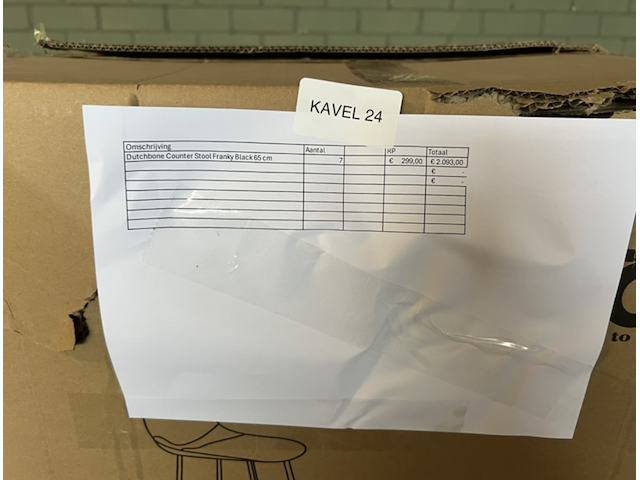 KAVEL 24
Omschrijving Aantal RP Totaal
Dutchbone Counter Stool Franky Black 65 cm 7 € 299,00 € 2.093,00
€ -
€ -
to